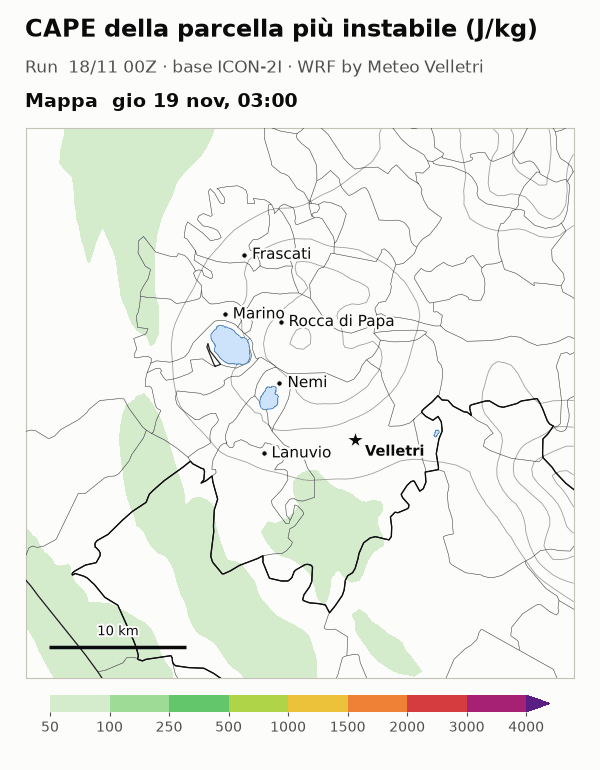 CAPE della parcella più instabile (J/kg)
Run  18/11 00Z · base ICON-2I · WRF by Meteo Velletri
Mappa  gio 19 nov, 03:00
Frascati
Marino
Rocca di Papa
Nemi
Velletri
Lanuvio
10 km
50 100 250 500 1000 1500 2000 3000 4000